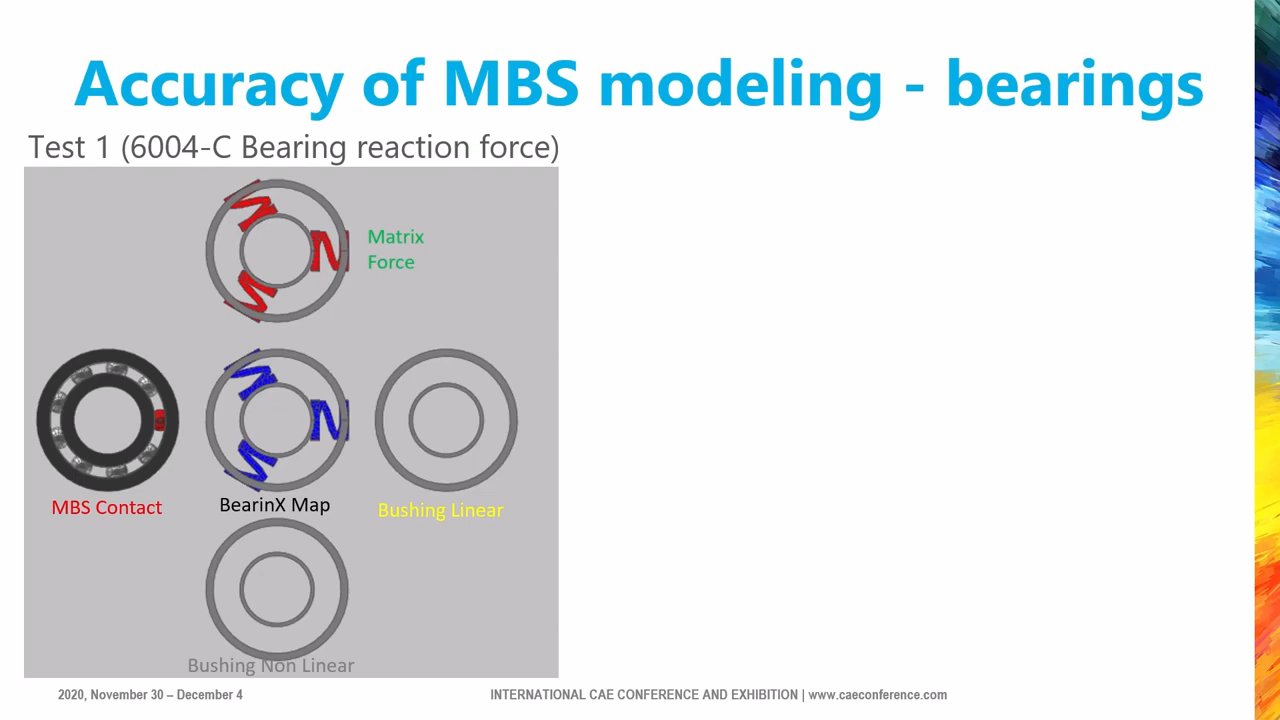 Accuracy of MBS modeling - bearings
Test 1 (6004-C Bearing reaction force)
Matrix
Force
MBS Contact
BearinX Map
Bushing Linear
Bushing Non Linear
2020, November 30 – December 4
INTERNATIONAL CAE CONFERENCE AND EXHIBITION | www.caeconference.com